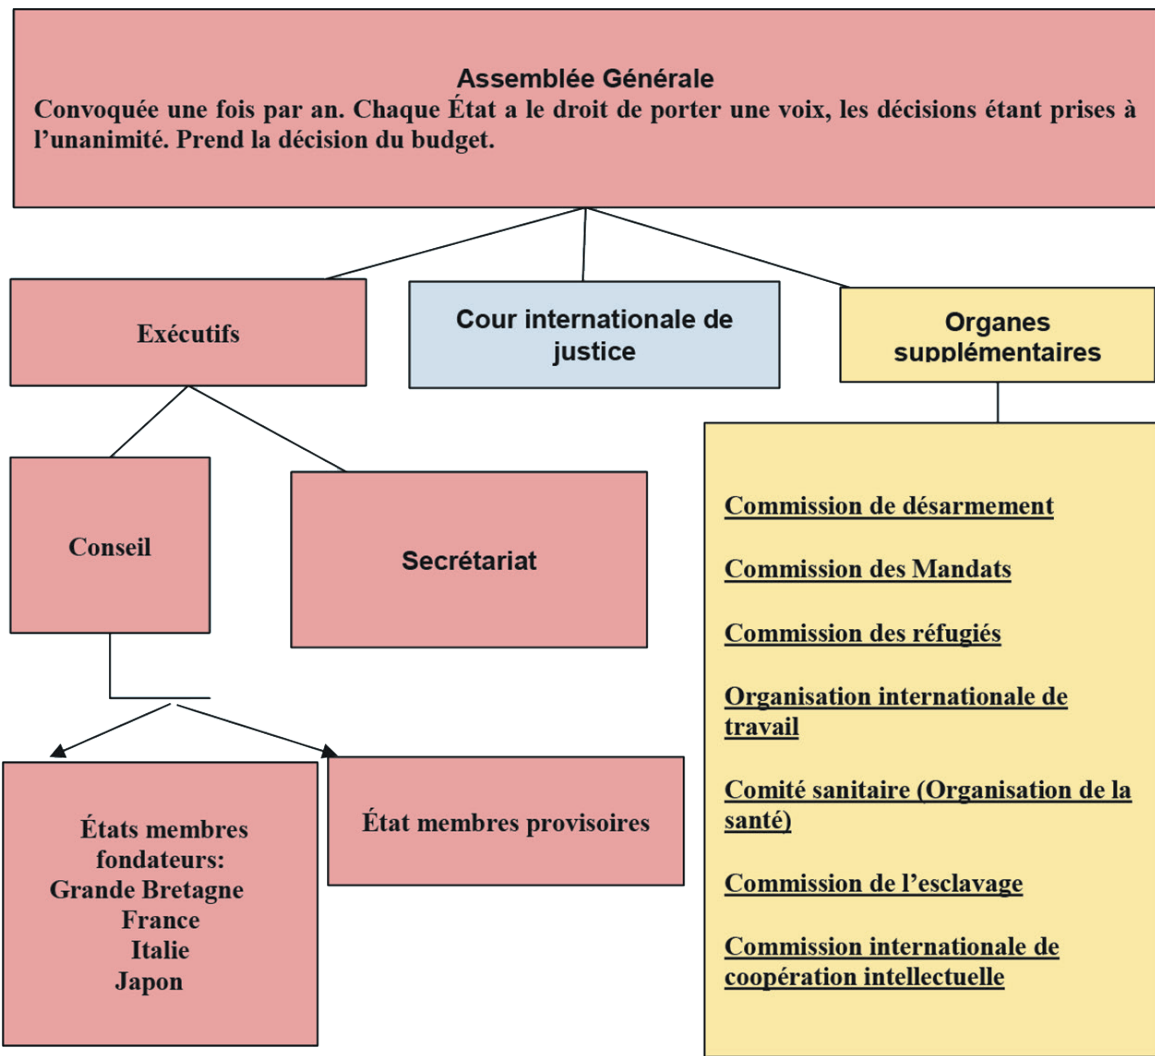 Assemblée Générale
Convoquée une fois par an. Chaque État a le droit de porter une voix, les décisions étant prises à
l’unanimité. Prend la décision du budget.
Exécutifs
Cour internationale de
justice
Organes
supplémentaires
Conseil
Secrétariat
Commission de désarmement
Commission des Mandats
Commission des réfugiés
Organisation internationale de
travail
Comité sanitaire (Organisation de la
santé)
Commission de l’esclavage
Commission internationale de
coopération intellectuelle
États membres
fondateurs:
Grande Bretagne
France
Italie
Japon
État membres provisoires